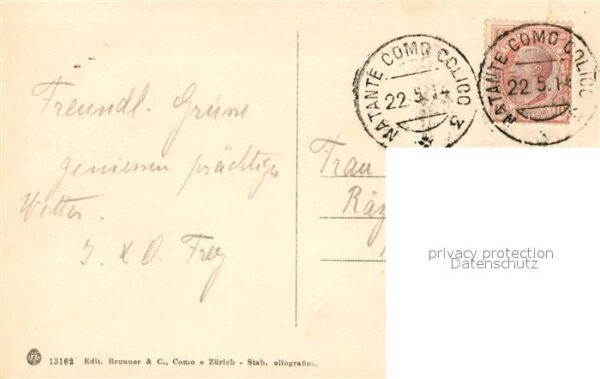 NATANTE COMO COLICO 3
22.5.14
NATANTE COMO COLICO
22.5.14
Freundl. Grüsse
geniessen prächtiges
Wetter.
J. & O. Frey
Frau
privacy protection
Datenschutz
13162 Edit. Brunner & C., Como e Zürich - Stab. eliografico